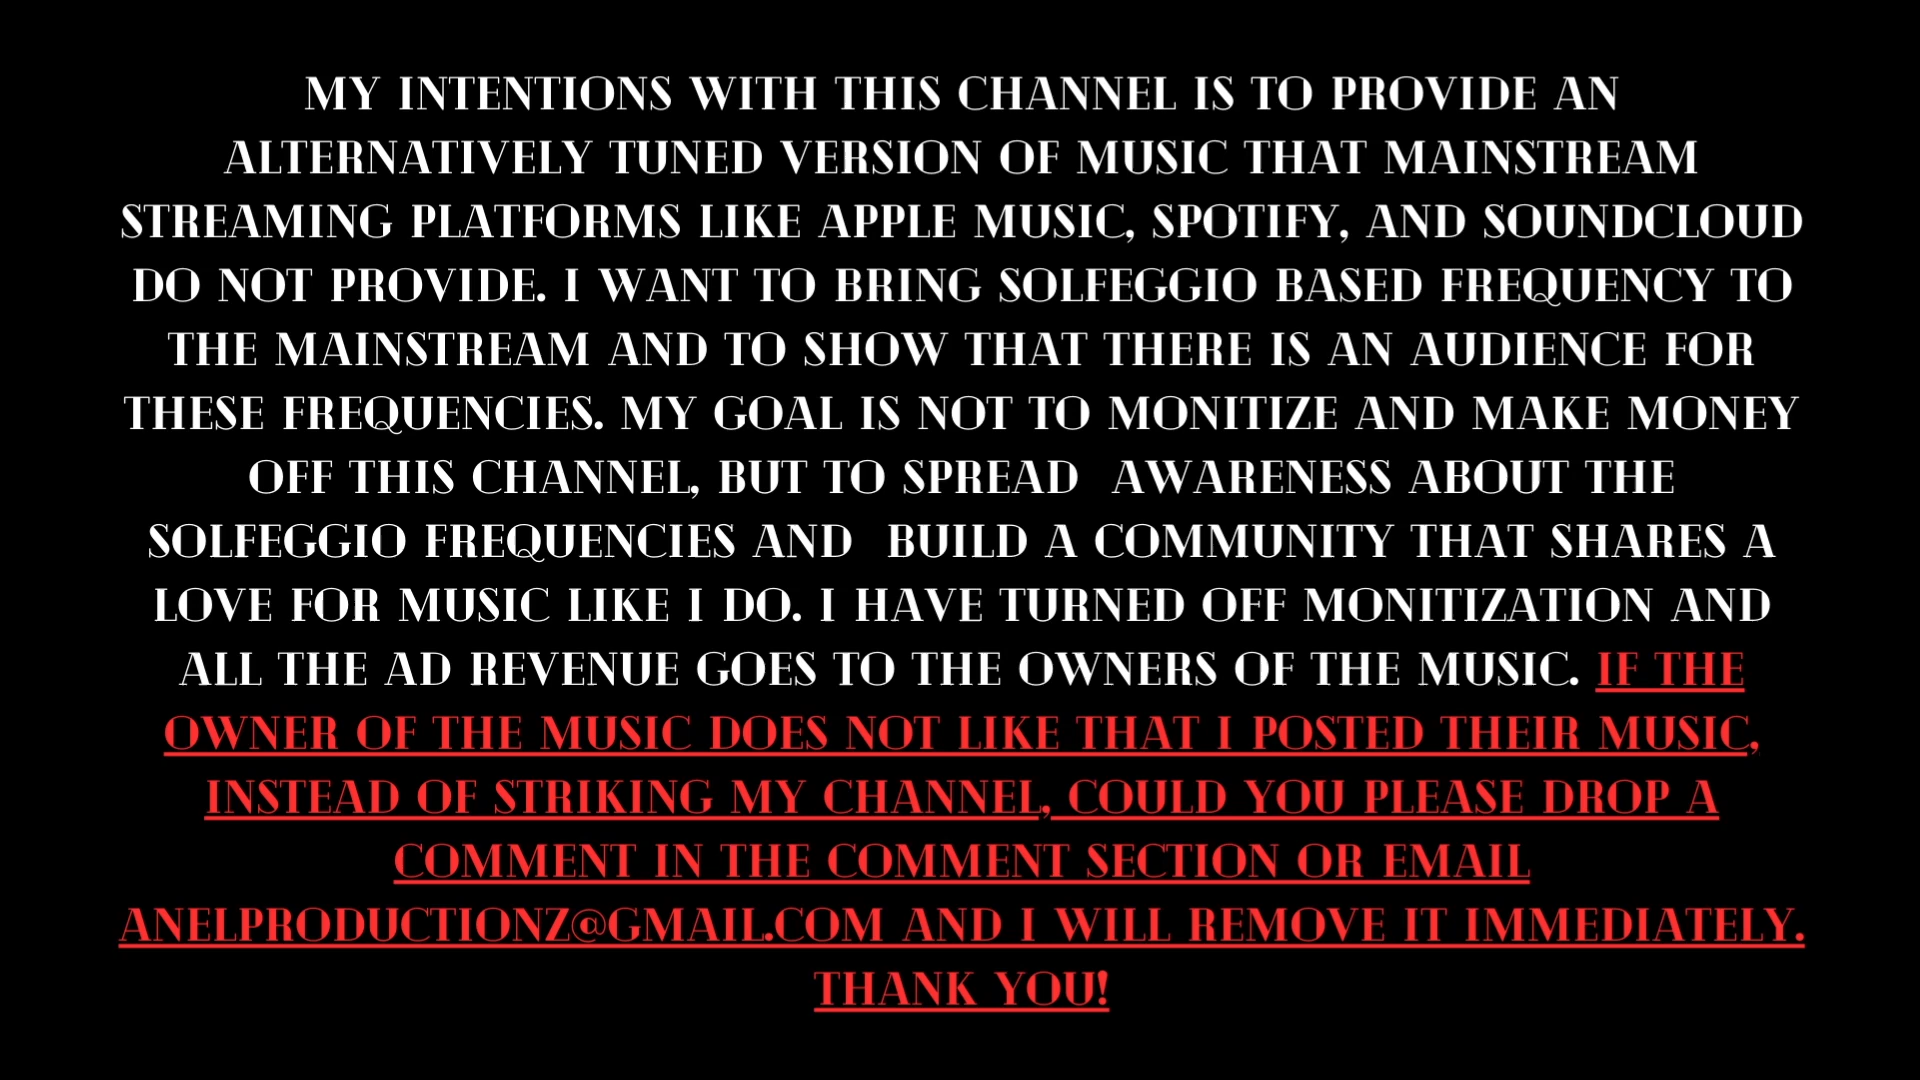 MY INTENTIONS WITH THIS CHANNEL IS TO PROVIDE AN
ALTERNATIVELY TUNED VERSION OF MUSIC THAT MAINSTREAM
STREAMING PLATFORMS LIKE APPLE MUSIC, SPOTIFY, AND SOUNDCLOUD
DO NOT PROVIDE. I WANT TO BRING SOLFEGGIO BASED FREQUENCY TO
THE MAINSTREAM AND TO SHOW THAT THERE IS AN AUDIENCE FOR
THESE FREQUENCIES. MY GOAL IS NOT TO MONITIZE AND MAKE MONEY
OFF THIS CHANNEL, BUT TO SPREAD  AWARENESS ABOUT THE
SOLFEGGIO FREQUENCIES AND  BUILD A COMMUNITY THAT SHARES A
LOVE FOR MUSIC LIKE I DO. I HAVE TURNED OFF MONITIZATION AND
ALL THE AD REVENUE GOES TO THE OWNERS OF THE MUSIC. IF THE
OWNER OF THE MUSIC DOES NOT LIKE THAT I POSTED THEIR MUSIC,
INSTEAD OF STRIKING MY CHANNEL, COULD YOU PLEASE DROP A
COMMENT IN THE COMMENT SECTION OR EMAIL
ANELPRODUCTIONZ@GMAIL.COM AND I WILL REMOVE IT IMMEDIATELY.
THANK YOU!